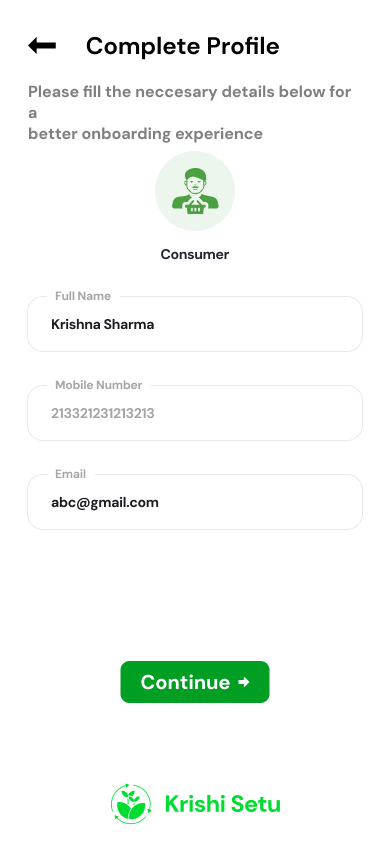 Complete Profile
Please fill the neccesary details below for
a
better onboarding experience
Consumer
Full Name
Krishna Sharma
Mobile Number
213321231213213
Email
abc@gmail.com
Continue
Krishi Setu